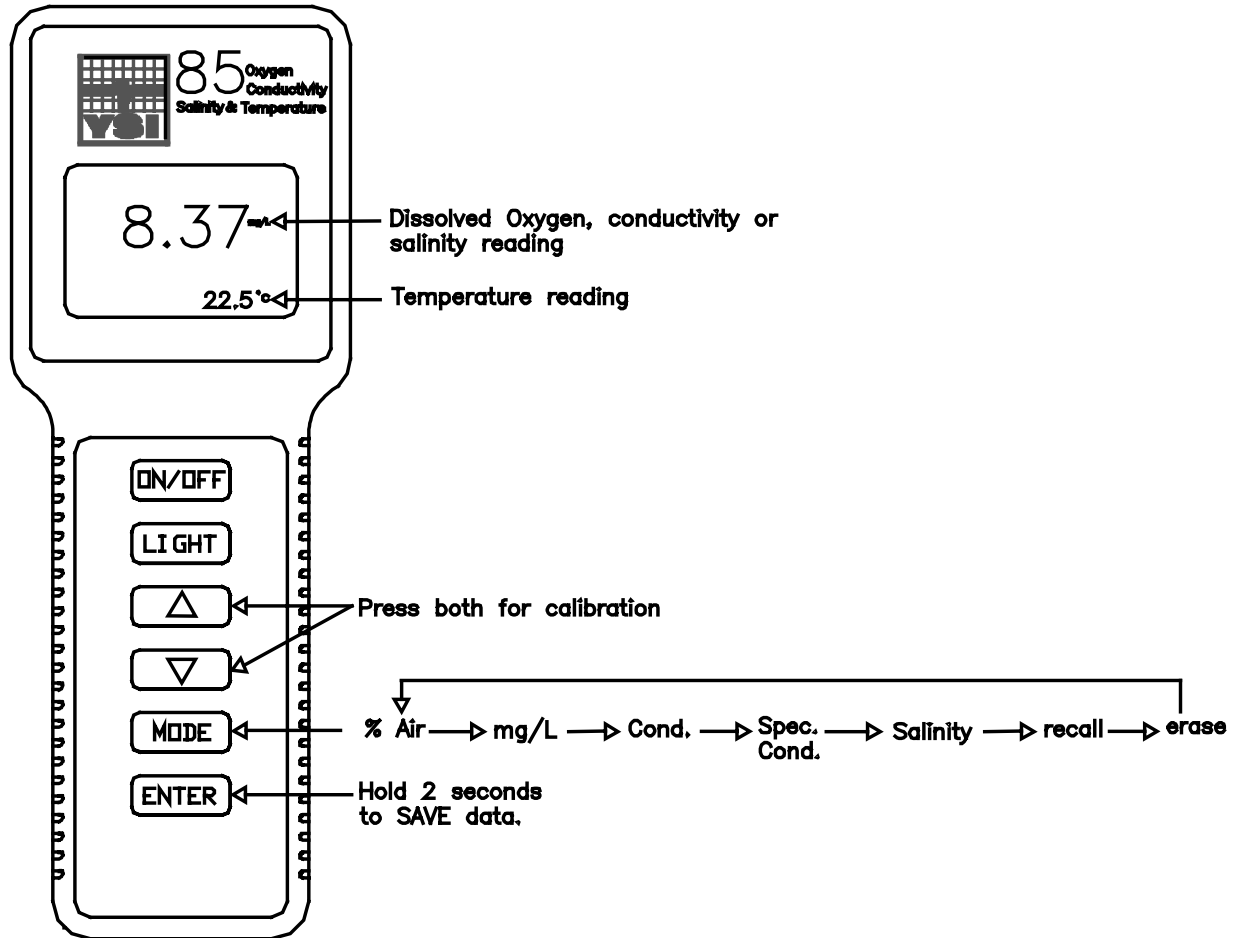 85 Oxygen
Conductivity
Salinity & Temperature
YSI
8.37 mg/L
22.5°C
Dissolved Oxygen, conductivity or
salinity reading
Temperature reading
ON/OFF
LIGHT
Press both for calibration
MODE
% Air mg/L Cond. Spec. Salinity recall erase
Cond.
ENTER
Hold 2 seconds
to SAVE data.